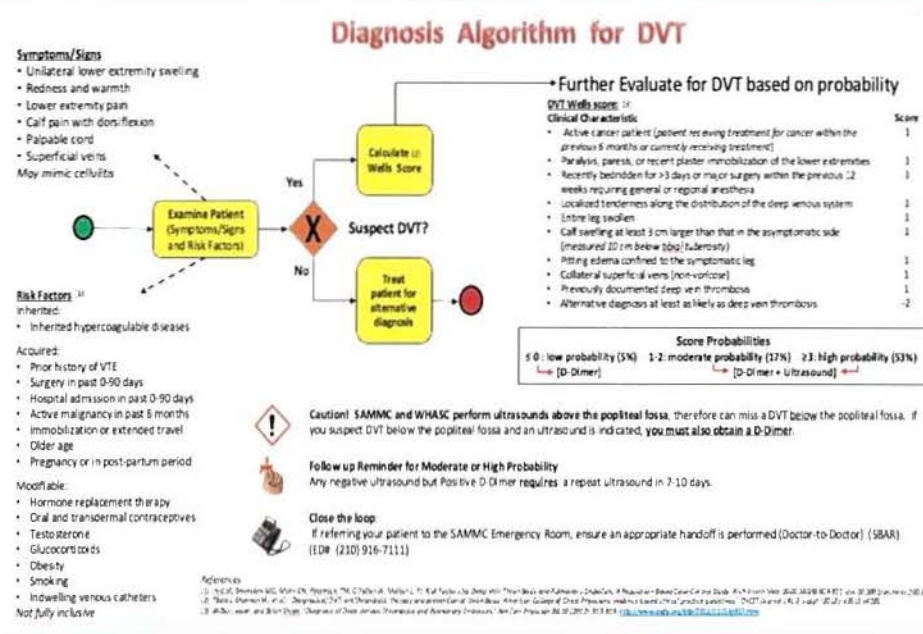 Diagnosis Algorithm for DVT
Symptoms/Signs
• Unilateral lower extremity swelling
• Redness and warmth
• Lower extremity pain
• Calf pain with dorsiflexion
• Palpable cord
• Superficial veins
May mimic cellulitis
Examine Patient
(Symptoms/Signs
and Risk Factors)
Yes
No
X
Suspect DVT?
Calculate [2]
Wells Score
Treat
patient for
alternative
diagnosis
Further Evaluate for DVT based on probability
DVT Wells score:
Clinical Characteristic Score
• Active cancer patient (patient receiving treatment for cancer within the 1
previous 6 months or currently receiving treatment)
• Paralysis, paresis, or recent plaster immobilization of the lower extremities 1
• Recently bedridden for >3 days or major surgery within the previous 12 1
weeks requiring general or regional anesthesia
• Localized tenderness along the distribution of the deep venous system 1
• Entire leg swollen 1
• Calf swelling at least 3 cm larger than that in the asymptomatic side 1
(measured 10 cm below tibial tuberosity)
• Pitting edema confined to the symptomatic leg 1
• Collateral superficial veins (non-varicose) 1
• Previously documented deep vein thrombosis 1
• Alternative diagnosis at least as likely as deep vein thrombosis -2
Score Probabilities
≤ 0: low probability (5%) 1-2: moderate probability (17%) ≥3: high probability (53%)
[D-Dimer] [D-Dimer + Ultrasound]
Risk Factors
Inherited:
• Inherited hypercoagulable diseases
Acquired:
• Prior history of VTE
• Surgery in past 0-90 days
• Hospital admission in past 0-90 days
• Active malignancy in past 6 months
• Immobilization or extended travel
• Older age
• Pregnancy or in post-partum period
Modifiable:
• Hormone replacement therapy
• Oral and transdermal contraceptives
• Testosterone
• Glucocorticoids
• Obesity
• Smoking
• Indwelling venous catheters
Not fully inclusive
!
Caution! SAMMC and WHASC perform ultrasounds above the popliteal fossa, therefore can miss a DVT below the popliteal fossa. If
you suspect DVT below the popliteal fossa and an ultrasound is indicated, you must also obtain a D-Dimer.
Follow up Reminder for Moderate or High Probability
Any negative ultrasound but Positive D-Dimer requires a repeat ultrasound in 7-10 days.
Close the loop
If referring your patient to the SAMMC Emergency Room, ensure an appropriate handoff is performed (Doctor-to-Doctor) (SBAR)
(ED# (210) 916-7111)
References